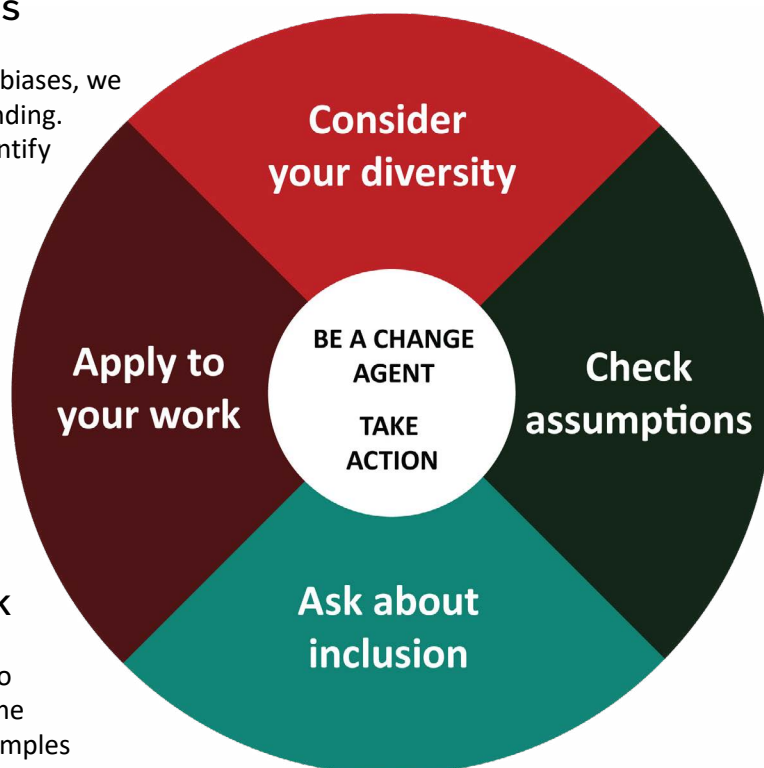 s
biases, we
nding.
ntify
Consider
your diversity
Apply to
your work
BE A CHANGE
AGENT
TAKE
ACTION
Check
assumptions
Ask about
inclusion
k
o
me
mples